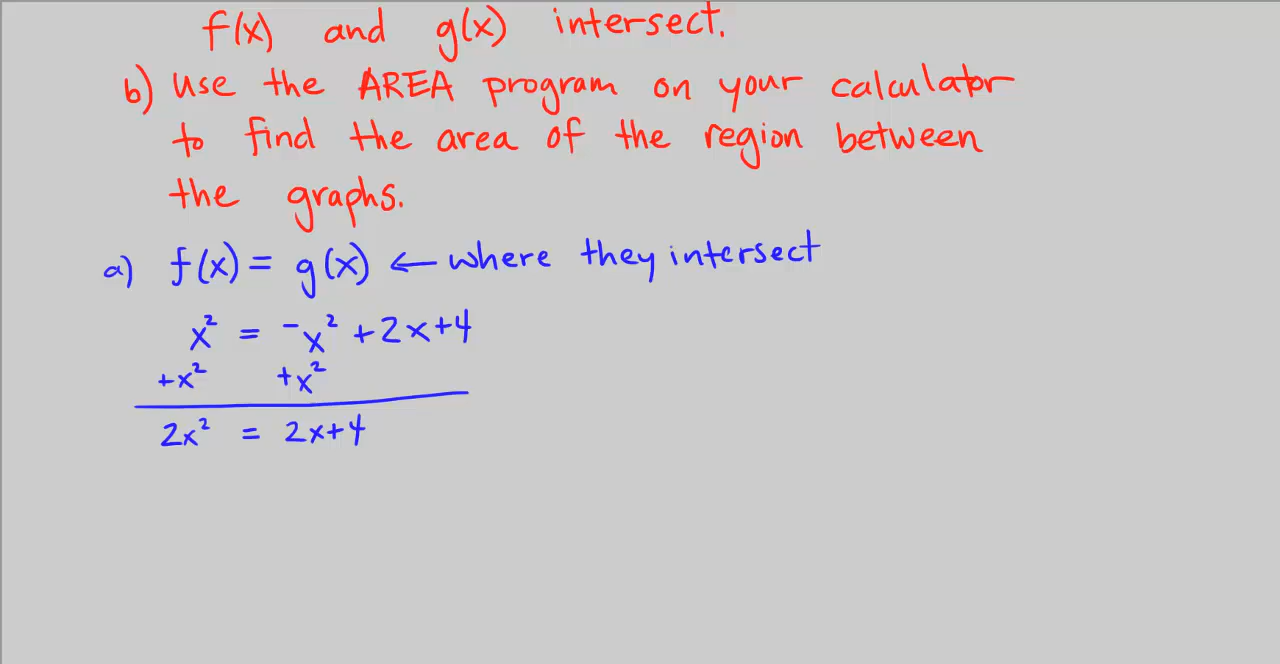 f(x) and g(x) intersect.
b) Use the AREA program on your calculator
to find the area of the region between
the graphs.
a) f(x) = g(x) ← where they intersect
x² = -x² + 2x+4
+x² +x²
2x² = 2x+4